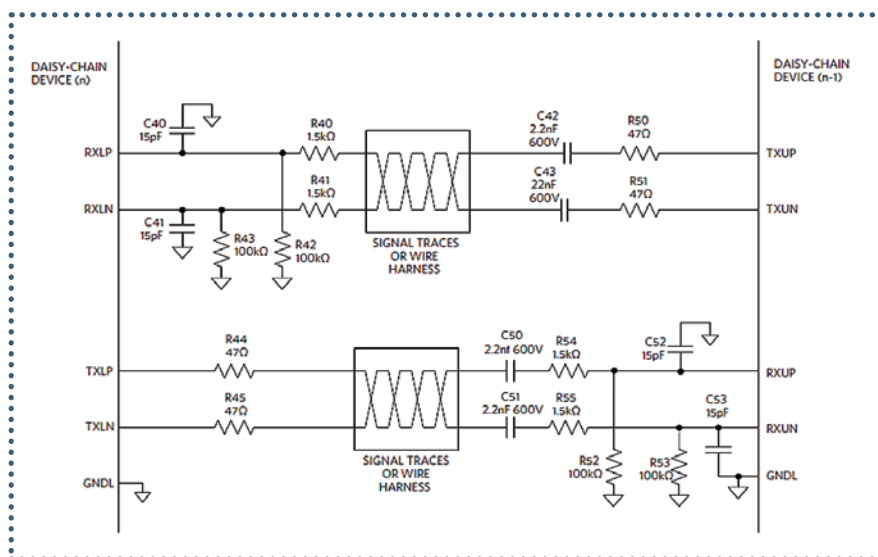 DAISY-CHAIN
DEVICE (n)
DAISY-CHAIN
DEVICE (n-1)
C40
15pF
R40
1.5kΩ
C42
2.2nF
600V
R50
47Ω
RXLP
TXUP
R41
1.5kΩ
C43
22nF
600V
R51
47Ω
RXLN
TXUN
C41
15pF
R43
100kΩ
R42
100kΩ
SIGNAL TRACES
OR WIRE
HARNESS
R44
47Ω
C50
2.2nf 600V
R54
1.5kΩ
C52
15pF
TXLP
RXUP
R45
47Ω
C51
2.2nF 600V
R55
1.5kΩ
C53
15pF
TXLN
RXUN
SIGNAL TRACES
OR WIRE
HARNESS
R52
100kΩ
R53
100kΩ
GNDL
GNDL